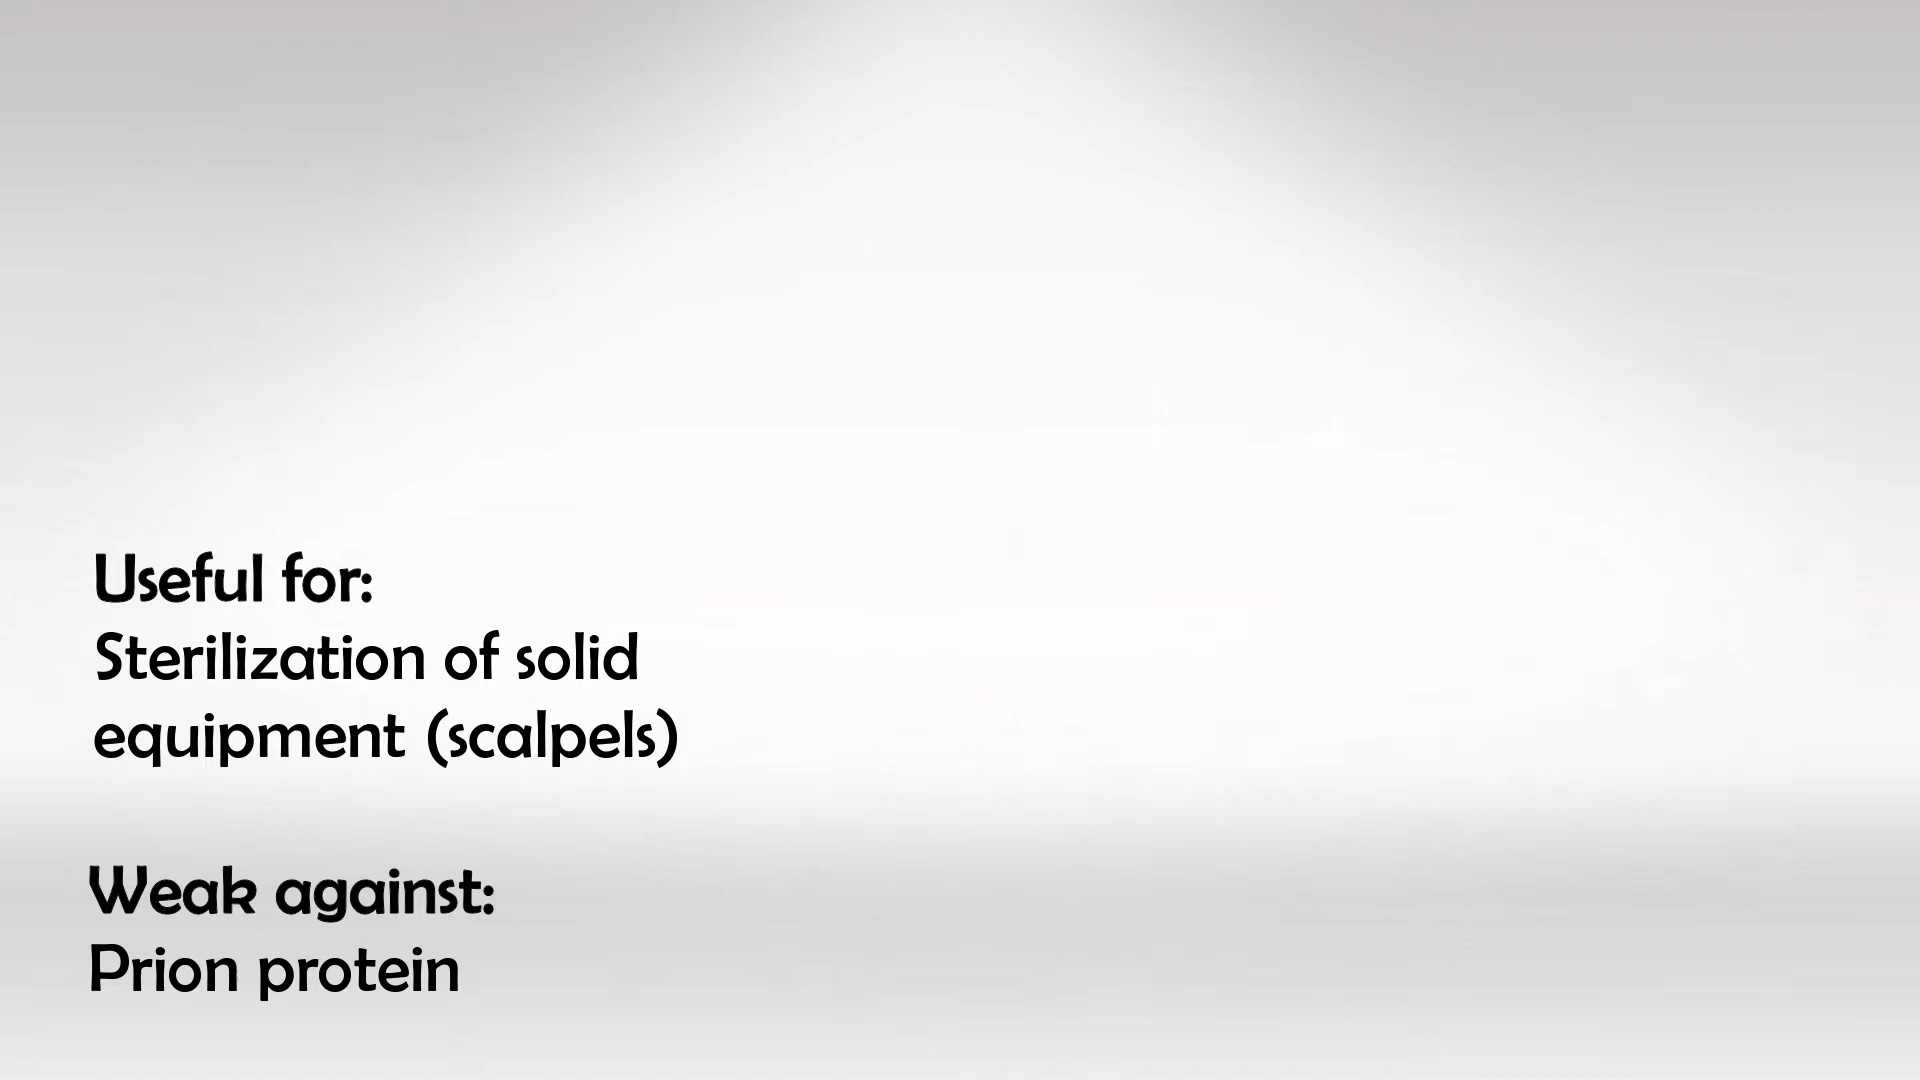 Useful for:
Sterilization of solid
equipment (scalpels)
Weak against:
Prion protein